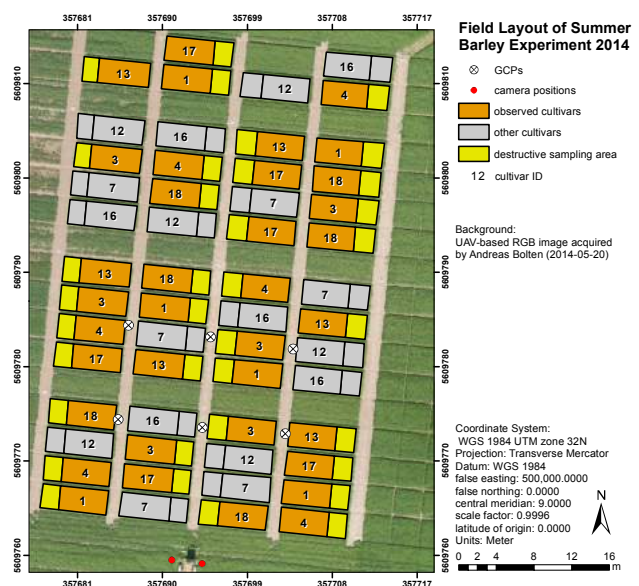 357681 357690 357699 357708 357717
Field Layout of Summer
Barley Experiment 2014
GCPs
camera positions
observed cultivars
other cultivars
destructive sampling area
12 cultivar ID
Background:
UAV-based RGB image acquired
by Andreas Bolten (2014-05-20)
Coordinate System:
WGS 1984 UTM zone 32N
Projection: Transverse Mercator
Datum: WGS 1984
false easting: 500,000.0000
false northing: 0.0000
central meridian: 9.0000
scale factor: 0.9996
latitude of origin: 0.0000
Units: Meter
N
0 2 4 8 12 16
m
5609810 5609810
5609800 5609800
5609790 5609790
5609780 5609780
5609770 5609770
5609760 5609760
17
16
13 1 12 4
12 16 13 1
3 4 17 18
7 18 7 3
16 12 17 18
13 18 4 7
3 1 16 13
4 7 3 12
17 13 1 16
18 16 3 13
12 3 12 17
4 17 7 1
1 7 18 4
357681 357690 357699 357708 357717